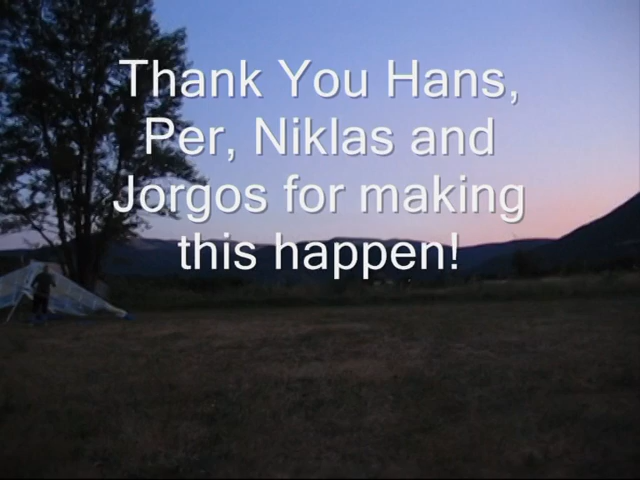 Thank You Hans,
Per, Niklas and
Jorgos for making
this happen!